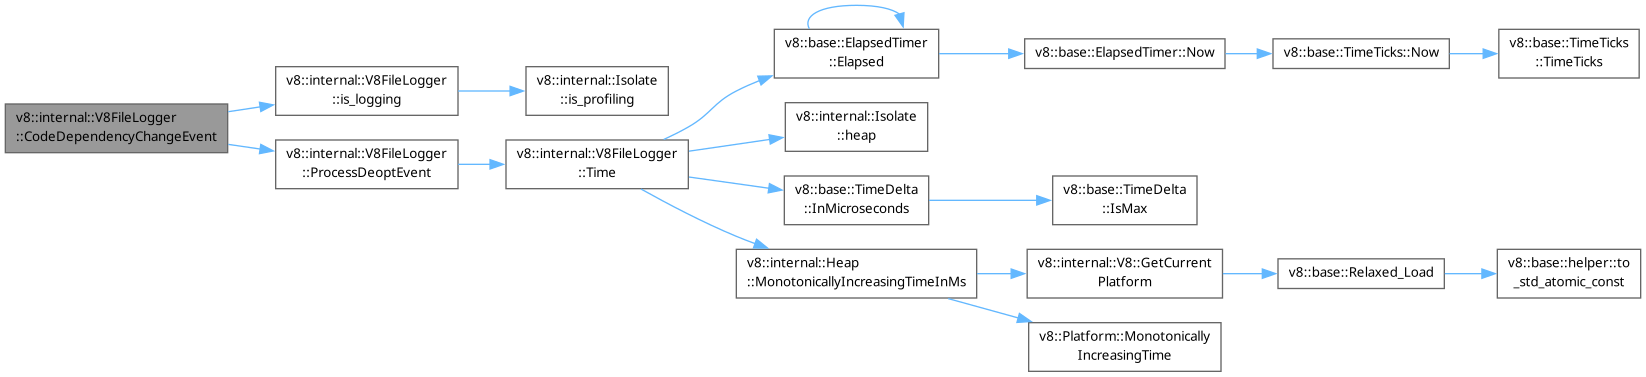 v8::internal::V8FileLogger
::CodeDependencyChangeEvent
v8::internal::V8FileLogger
::is_logging
v8::internal::Isolate
::is_profiling
v8::internal::V8FileLogger
::ProcessDeoptEvent
v8::internal::V8FileLogger
::Time
v8::base::ElapsedTimer
::Elapsed
v8::base::ElapsedTimer::Now
v8::base::TimeTicks::Now
v8::base::TimeTicks
::TimeTicks
v8::internal::Isolate
::heap
v8::base::TimeDelta
::InMicroseconds
v8::base::TimeDelta
::IsMax
v8::internal::Heap
::MonotonicallyIncreasingTimeInMs
v8::internal::V8::GetCurrent
Platform
v8::base::Relaxed_Load
v8::base::helper::to
_std_atomic_const
v8::Platform::Monotonically
IncreasingTime